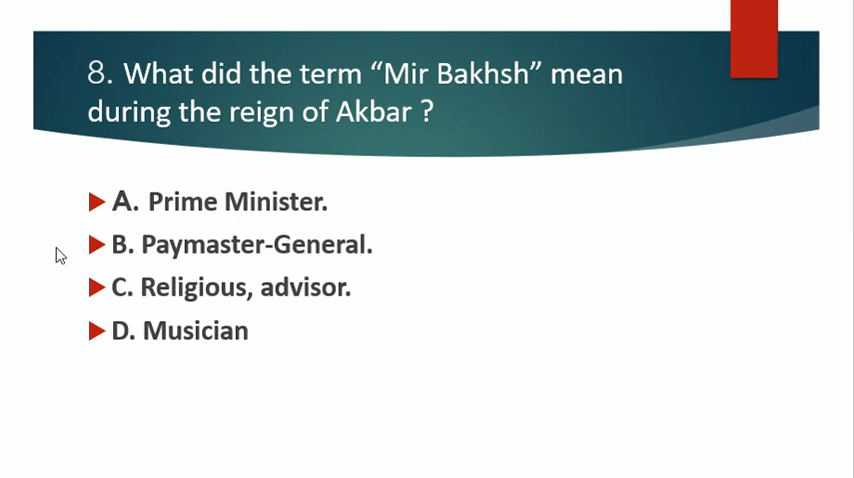 8. What did the term “Mir Bakhsh” mean
during the reign of Akbar ?
A. Prime Minister.
B. Paymaster-General.
C. Religious, advisor.
D. Musician